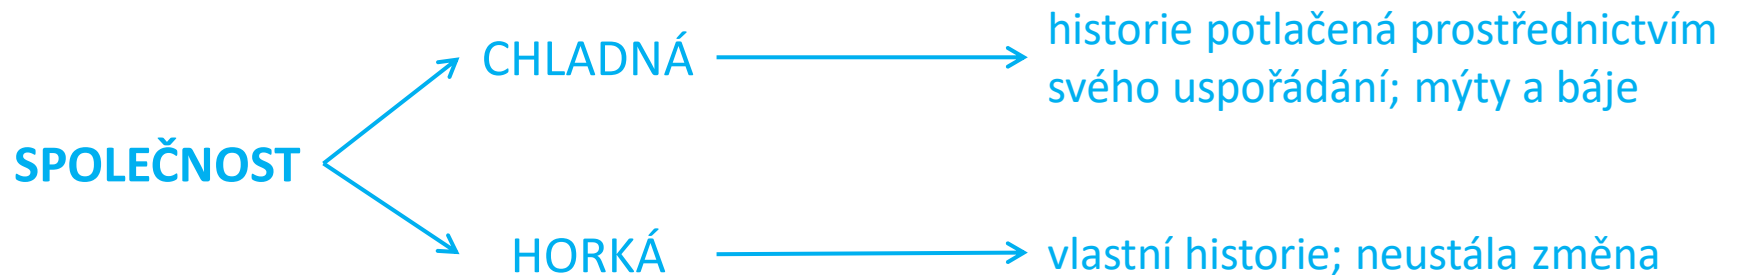 historie potlačená prostřednictvím
CHLADNÁ
svého uspořádání; mýty a báje
SPOLEČNOST
HORKÁ
vlastní historie; neustála změna